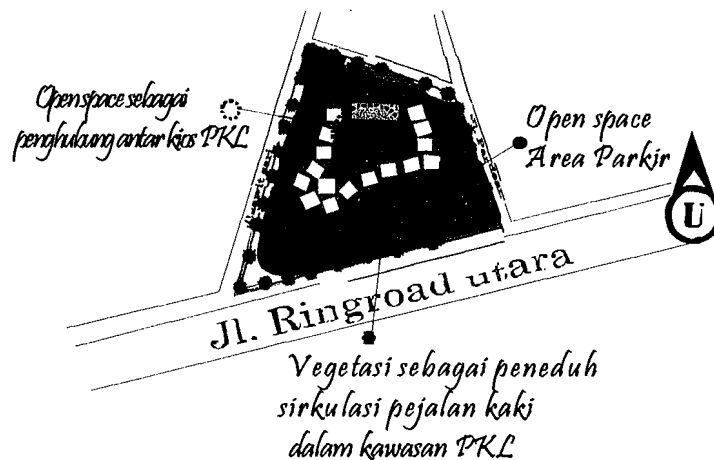 Open space sebagai
penghubung antar kios PKL
Open space
Area Parkir
U
Jl. Ringroad utara
Vegetasi sebagai peneduh
sirkulasi pejalan kaki
dalam kawasan PKL